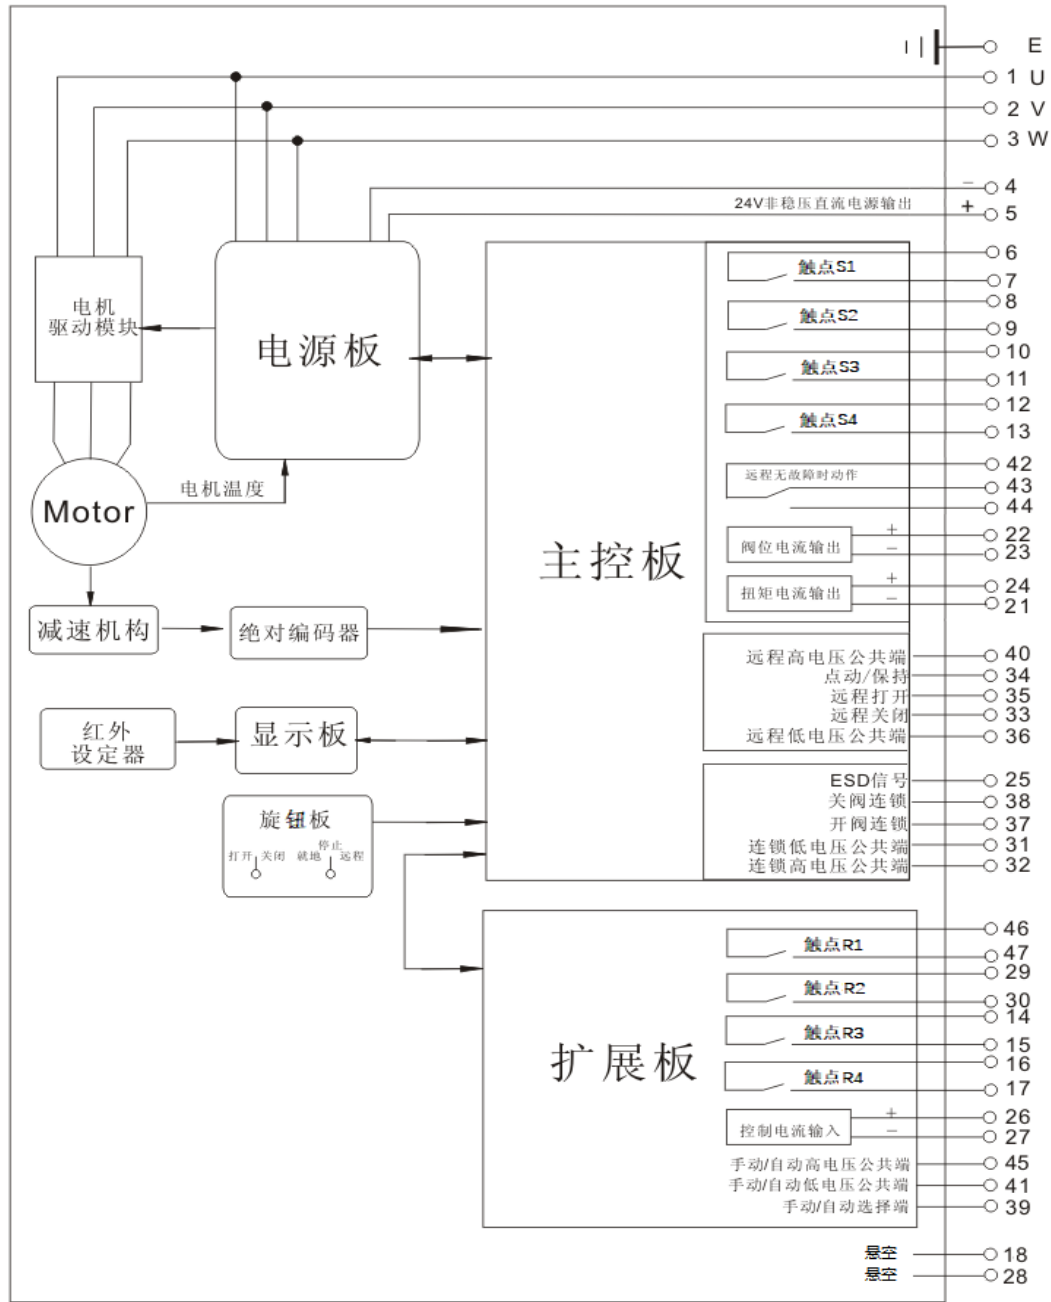 E
1 U
2 V
3 W
− 4
24V非稳压直流电源输出 + 5
电机
驱动模块
电源板
电机温度
Motor
减速机构
绝对编码器
红外
设定器
显示板
旋钮板
停止
打开 关闭 就地 远程
主控板
6
触点S1
7
8
触点S2
9
10
触点S3
11
12
触点S4
13
42
远程无故障时动作
43
44
+ 22
阀位电流输出
− 23
+ 24
扭矩电流输出
− 21
远程高电压公共端 40
点动/保持 34
远程打开 35
远程关闭 33
远程低电压公共端 36
ESD信号 25
关阀连锁 38
开阀连锁 37
连锁低电压公共端 31
连锁高电压公共端 32
扩展板
46
触点R1
47
29
触点R2
30
14
触点R3
15
16
触点R4
17
+ 26
控制电流输入
− 27
手动/自动高电压公共端 45
手动/自动低电压公共端 41
手动/自动选择端 39
悬空 18
悬空 28